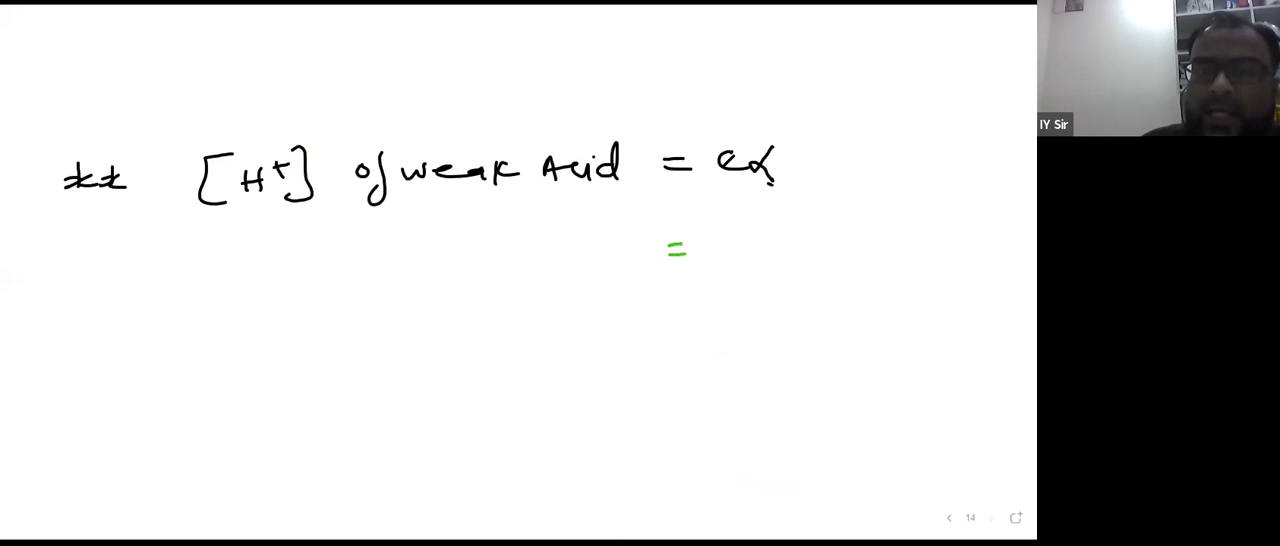 ** [H⁺] of weak Acid = cα
=
IY Sir
14